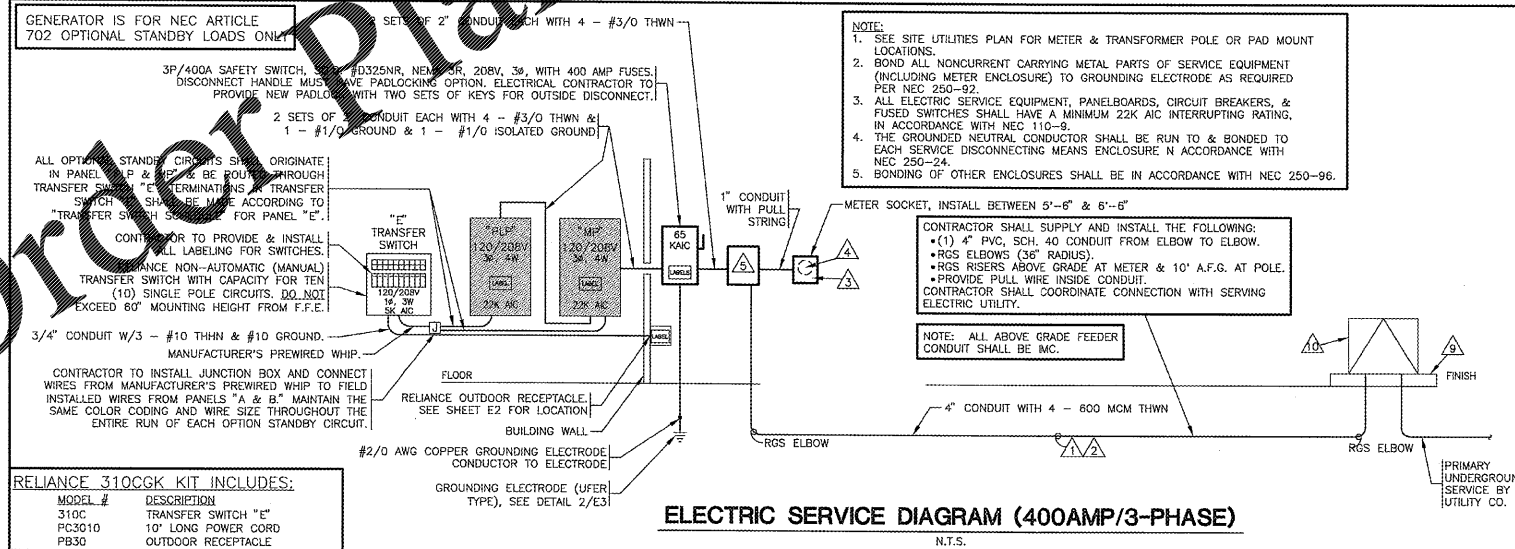 GENERATOR IS FOR NEC ARTICLE
702 OPTIONAL STANDBY LOADS ONLY
Order Pla
2 SETS OF 2" CONDUIT EACH WITH 4 - #3/0 THWN
3P/400A SAFETY SWITCH, #D325NR, NEMA 3R, 208V, 3ø, WITH 400 AMP FUSES.
DISCONNECT HANDLE MUST HAVE PADLOCKING OPTION. ELECTRICAL CONTRACTOR TO
PROVIDE NEW PADLOCK WITH TWO SETS OF KEYS FOR OUTSIDE DISCONNECT.
2 SETS OF 2" CONDUIT EACH WITH 4 - #3/0 THWN &
1 - #1/0 GROUND & 1 - #1/0 ISOLATED GROUND
ALL OPTIONAL STANDBY CIRCUITS SHALL ORIGINATE
IN PANEL "LP & MP" & BE ROUTED THROUGH
TRANSFER SWITCH "E". TERMINATIONS IN TRANSFER
SWITCH "E" SHALL BE MADE ACCORDING TO
"TRANSFER SWITCH SCHEDULE" FOR PANEL "E".
CONTRACTOR TO PROVIDE & INSTALL
ALL LABELING FOR SWITCHES.
RELIANCE NON-AUTOMATIC (MANUAL)
TRANSFER SWITCH WITH CAPACITY FOR TEN
(10) SINGLE POLE CIRCUITS. DO NOT
EXCEED 60" MOUNTING HEIGHT FROM F.F.E.
3/4" CONDUIT W/3 - #10 THHN & #10 GROUND.
MANUFACTURER'S PREWIRED WHIP.
CONTRACTOR TO INSTALL JUNCTION BOX AND CONNECT
WIRES FROM MANUFACTURER'S PREWIRED WHIP TO FIELD
INSTALLED WIRES FROM PANELS "A & B." MAINTAIN THE
SAME COLOR CODING AND WIRE SIZE THROUGHOUT THE
ENTIRE RUN OF EACH OPTION STANDBY CIRCUIT.
"E"
TRANSFER
SWITCH
120/208V
1ø, 3W
5K AIC
J
"RLP"
120/208V
3ø 4W
LABEL
22K AIC
"MP"
120/208V
3ø 4W
LABEL
22K AIC
65
KAIC
LABELS
LABEL
5
1" CONDUIT
WITH PULL
STRING
METER SOCKET, INSTALL BETWEEN 5'-6" & 6'-6"
4
3
NOTE:
1. SEE SITE UTILITIES PLAN FOR METER & TRANSFORMER POLE OR PAD MOUNT
LOCATIONS.
2. BOND ALL NONCURRENT CARRYING METAL PARTS OF SERVICE EQUIPMENT
(INCLUDING METER ENCLOSURE) TO GROUNDING ELECTRODE AS REQUIRED
PER NEC 250-92.
3. ALL ELECTRIC SERVICE EQUIPMENT, PANELBOARDS, CIRCUIT BREAKERS, &
FUSED SWITCHES SHALL HAVE A MINIMUM 22K AIC INTERRUPTING RATING,
IN ACCORDANCE WITH NEC 110-9.
4. THE GROUNDED NEUTRAL CONDUCTOR SHALL BE RUN TO & BONDED TO
EACH SERVICE DISCONNECTING MEANS ENCLOSURE N ACCORDANCE WITH
NEC 250-24.
5. BONDING OF OTHER ENCLOSURES SHALL BE IN ACCORDANCE WITH NEC 250-96.
CONTRACTOR SHALL SUPPLY AND INSTALL THE FOLLOWING:
•(1) 4" PVC, SCH. 40 CONDUIT FROM ELBOW TO ELBOW.
•RGS ELBOWS (36" RADIUS).
•RGS RISERS ABOVE GRADE AT METER & 10' A.F.G. AT POLE.
•PROVIDE PULL WIRE INSIDE CONDUIT.
CONTRACTOR SHALL COORDINATE CONNECTION WITH SERVING
ELECTRIC UTILITY.
NOTE: ALL ABOVE GRADE FEEDER
CONDUIT SHALL BE IMC.
10
9
FINISH
FLOOR
RELIANCE OUTDOOR RECEPTACLE.
SEE SHEET E2 FOR LOCATION
BUILDING WALL
#2/0 AWG COPPER GROUNDING ELECTRODE
CONDUCTOR TO ELECTRODE
GROUNDING ELECTRODE (UFER
TYPE), SEE DETAIL 2/E3
4" CONDUIT WITH 4 - 600 MCM THWN
RGS ELBOW
1 2
RGS ELBOW
PRIMARY
UNDERGROUN
SERVICE BY
UTILITY CO.
RELIANCE 310CGK KIT INCLUDES:
MODEL # DESCRIPTION
310C TRANSFER SWITCH "E"
PC3010 10' LONG POWER CORD
PB30 OUTDOOR RECEPTACLE
ELECTRIC SERVICE DIAGRAM (400AMP/3-PHASE)
N.T.S.